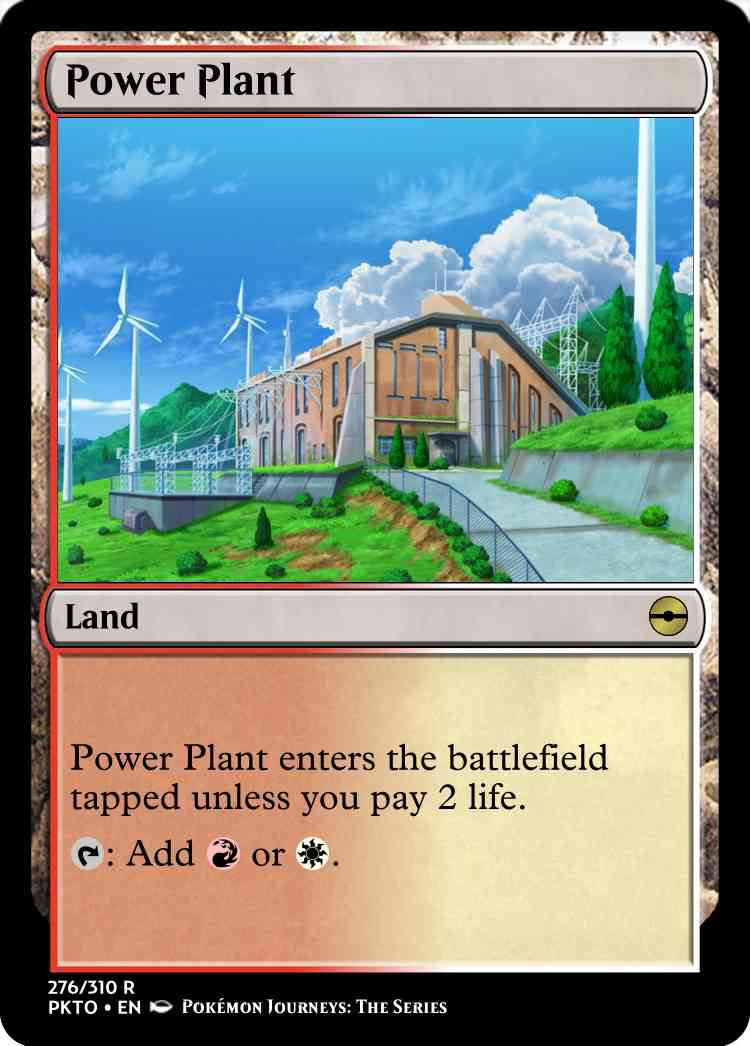 Power Plant
Land
Power Plant enters the battlefield
tapped unless you pay 2 life.
: Add or .
276/310 R
PKTO • EN Pokémon Journeys: The Series